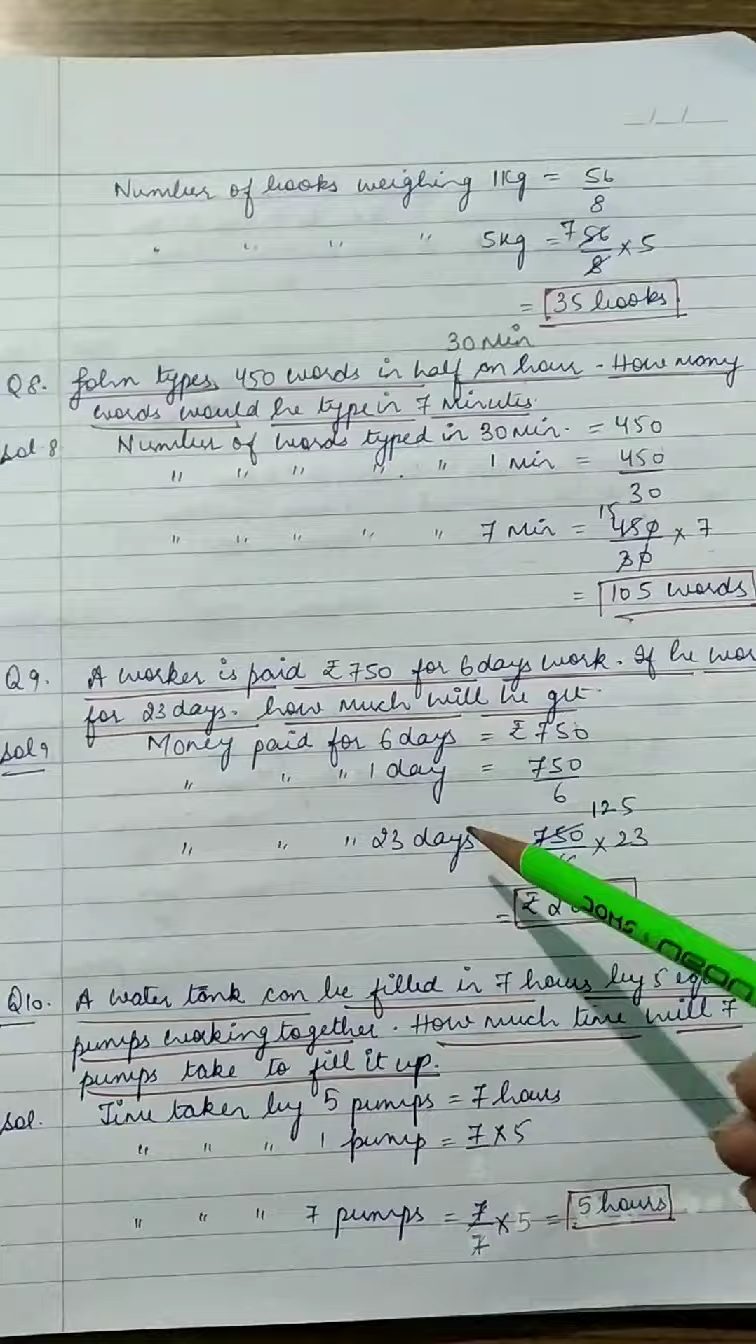 _/_/_
Number of books weighing 1Kg = 56/8
" " " " 5Kg = 7 56/8 × 5
= 35 books
30 Min
Q8. John types 450 words in half an hour. How many
words would he type in 7 minutes.
Sol 8 Number of words typed in 30 Min. = 450
" " " " " 1 Min = 450/30
" " " " " 7 Min = 15 450/30 × 7
= 105 words
Q9. A worker is paid ₹750 for 6 days work. If he wor
for 23 days. how much will he get.
Sol 9 Money paid for 6 days = ₹750
" " " 1 day = 750/6
125
" " " 23 days 750 × 23
= ₹ 2
Q10. A water tank can be filled in 7 hours by 5 equ
pumps working together. How much time will 7
pumps take to fill it up.
Sol. Time taken by 5 pumps = 7 hours
" " " 1 pump = 7 × 5
" " " 7 pumps = 7/7 × 5 = 5 hours
DOMS NEON